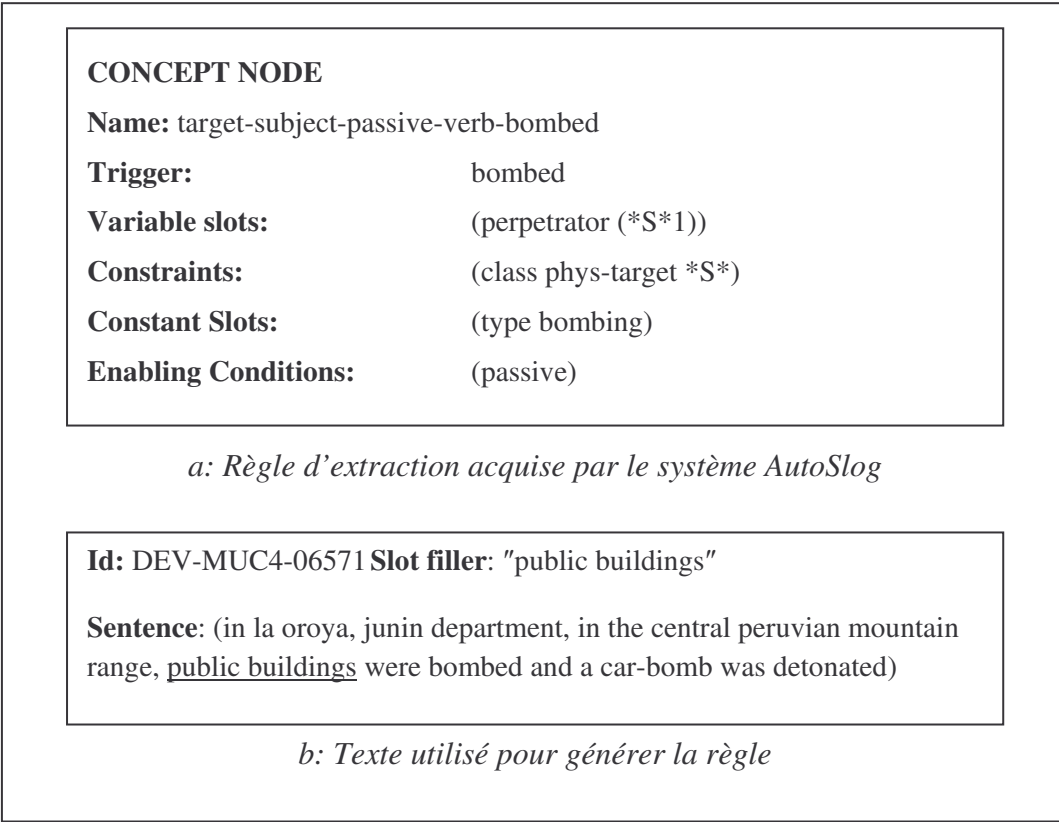 CONCEPT NODE
Name: target-subject-passive-verb-bombed
Trigger: bombed
Variable slots: (perpetrator (*S*1))
Constraints: (class phys-target *S*)
Constant Slots: (type bombing)
Enabling Conditions: (passive)
a: Règle d’extraction acquise par le système AutoSlog
Id: DEV-MUC4-06571 Slot filler: ″public buildings″
Sentence: (in la oroya, junin department, in the central peruvian mountain
range, public buildings were bombed and a car-bomb was detonated)
b: Texte utilisé pour générer la règle